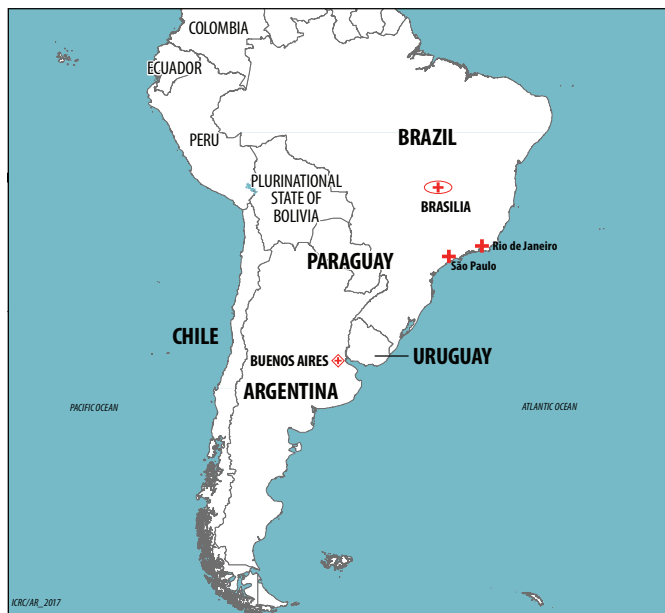 COLOMBIA
ECUADOR
PERU
BRAZIL
PLURINATIONAL
STATE OF
BOLIVIA
BRASILIA
Rio de Janeiro
São Paulo
PARAGUAY
CHILE
BUENOS AIRES
URUGUAY
ARGENTINA
PACIFIC OCEAN
ATLANTIC OCEAN
ICRC/AR_2017